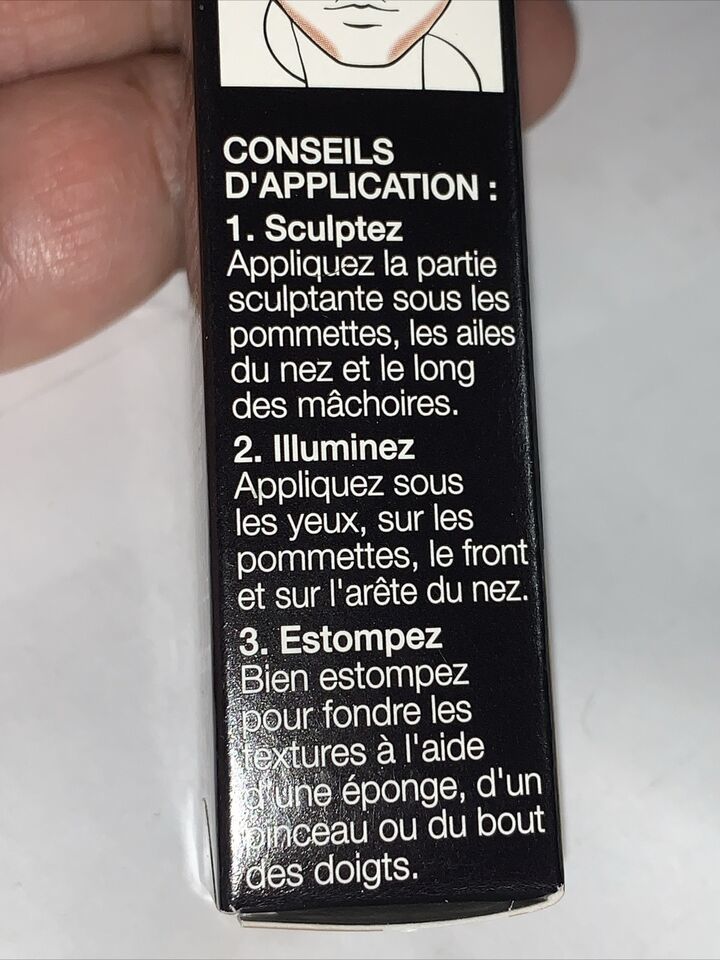 CONSEILS
D'APPLICATION :
1. Sculptez
Appliquez la partie
sculptante sous les
pommettes, les ailes
du nez et le long
des mâchoires.
2. Illuminez
Appliquez sous
les yeux, sur les
pommettes, le front
et sur l'arête du nez.
3. Estompez
Bien estompez
pour fondre les
textures à l'aide
d'une éponge, d'un
pinceau ou du bout
des doigts.